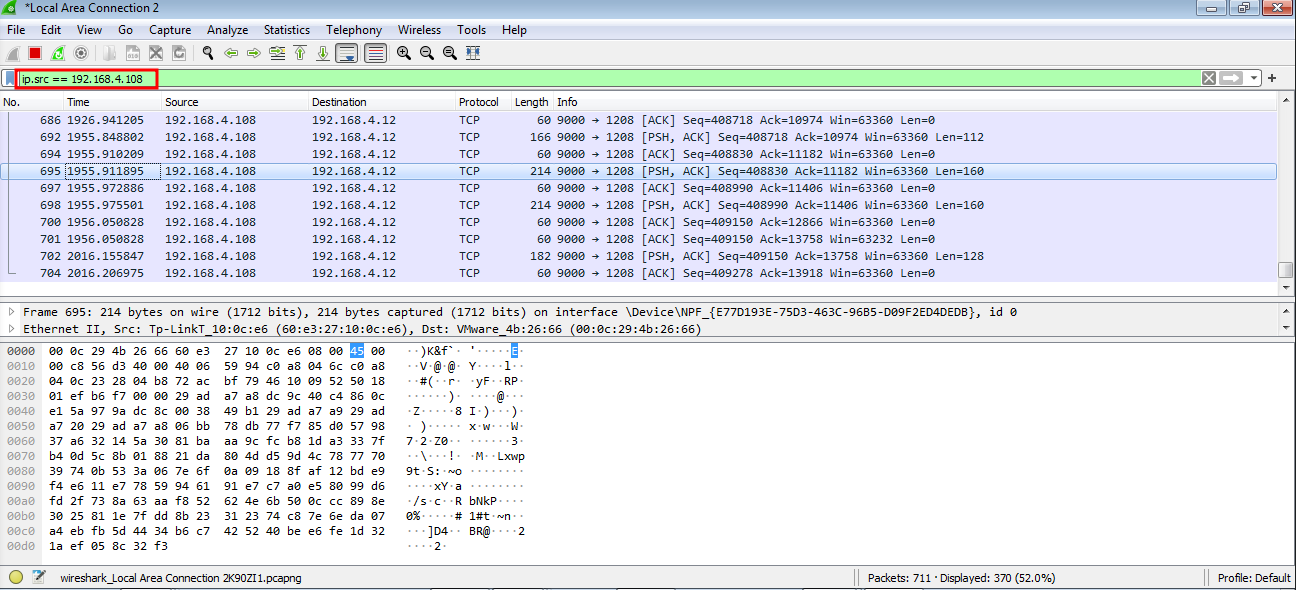 *Local Area Connection 2
File Edit View Go Capture Analyze Statistics Telephony Wireless Tools Help
ip.src == 192.168.4.108
No. Time Source Destination Protocol Length Info
686 1926.941205 192.168.4.108 192.168.4.12 TCP 60 9000 → 1208 [ACK] Seq=408718 Ack=10974 Win=63360 Len=0
692 1955.848802 192.168.4.108 192.168.4.12 TCP 166 9000 → 1208 [PSH, ACK] Seq=408718 Ack=10974 Win=63360 Len=112
694 1955.910209 192.168.4.108 192.168.4.12 TCP 60 9000 → 1208 [ACK] Seq=408830 Ack=11182 Win=63360 Len=0
695 1955.911895 192.168.4.108 192.168.4.12 TCP 214 9000 → 1208 [PSH, ACK] Seq=408830 Ack=11182 Win=63360 Len=160
697 1955.972886 192.168.4.108 192.168.4.12 TCP 60 9000 → 1208 [ACK] Seq=408990 Ack=11406 Win=63360 Len=0
698 1955.975501 192.168.4.108 192.168.4.12 TCP 214 9000 → 1208 [PSH, ACK] Seq=408990 Ack=11406 Win=63360 Len=160
700 1956.050828 192.168.4.108 192.168.4.12 TCP 60 9000 → 1208 [ACK] Seq=409150 Ack=12866 Win=63360 Len=0
701 1956.050828 192.168.4.108 192.168.4.12 TCP 60 9000 → 1208 [ACK] Seq=409150 Ack=13758 Win=63232 Len=0
702 2016.155847 192.168.4.108 192.168.4.12 TCP 182 9000 → 1208 [PSH, ACK] Seq=409150 Ack=13758 Win=63360 Len=128
704 2016.206975 192.168.4.108 192.168.4.12 TCP 60 9000 → 1208 [ACK] Seq=409278 Ack=13918 Win=63360 Len=0
Frame 695: 214 bytes on wire (1712 bits), 214 bytes captured (1712 bits) on interface \Device\NPF_{E77D193E-75D3-463C-96B5-D09F2ED4DEDB}, id 0
Ethernet II, Src: Tp-LinkT_10:0c:e6 (60:e3:27:10:0c:e6), Dst: VMware_4b:26:66 (00:0c:29:4b:26:66)
0000 00 0c 29 4b 26 66 60 e3 27 10 0c e6 08 00 45 00 ··)K&f`· '·····E
0010 00 c8 56 d3 40 00 40 06 59 94 c0 a8 04 6c c0 a8 ··V·@·@· Y····l··
0020 04 0c 23 28 04 b8 72 ac bf 79 46 10 09 52 50 18 ··#(··r· ·yF··RP·
0030 01 ef b6 f7 00 00 29 ad a7 a8 dc 9c 40 c4 86 0c ······)· ····@···
0040 e1 5a 97 9a dc 8c 00 38 49 b1 29 ad a7 a9 29 ad ·Z·····8 I·)···)·
0050 a7 20 29 ad a7 a8 06 bb 78 db 77 f7 85 d0 57 98 · )····· x·w···W·
0060 37 a6 32 14 5a 30 81 ba aa 9c fc b8 1d a3 33 7f 7·2·Z0·· ······3·
0070 b4 0d 5c 8b 01 88 21 da 80 4d d5 9d 4c 78 77 70 ··\···!· ·M··Lxwp
0080 39 74 0b 53 3a 06 7e 6f 0a 09 18 8f af 12 bd e9 9t·S:·~o ········
0090 f4 e6 11 e7 78 59 94 61 91 e7 c7 a0 e5 80 99 d6 ····xY·a ········
00a0 fd 2f 73 8a 63 aa f8 52 62 4e 6b 50 0c cc 89 8e ·/s·c··R bNkP····
00b0 30 25 81 1e 7f dd 8b 23 31 23 74 c8 7e 6e da 07 0%·····# 1#t·~n··
00c0 a4 eb fb 5d 44 34 b6 c7 42 52 40 be e6 fe 1d 32 ···]D4·· BR@····2
00d0 1a ef 05 8c 32 f3 ····2·
wireshark_Local Area Connection 2K90ZI1.pcapng Packets: 711 · Displayed: 370 (52.0%) Profile: Default